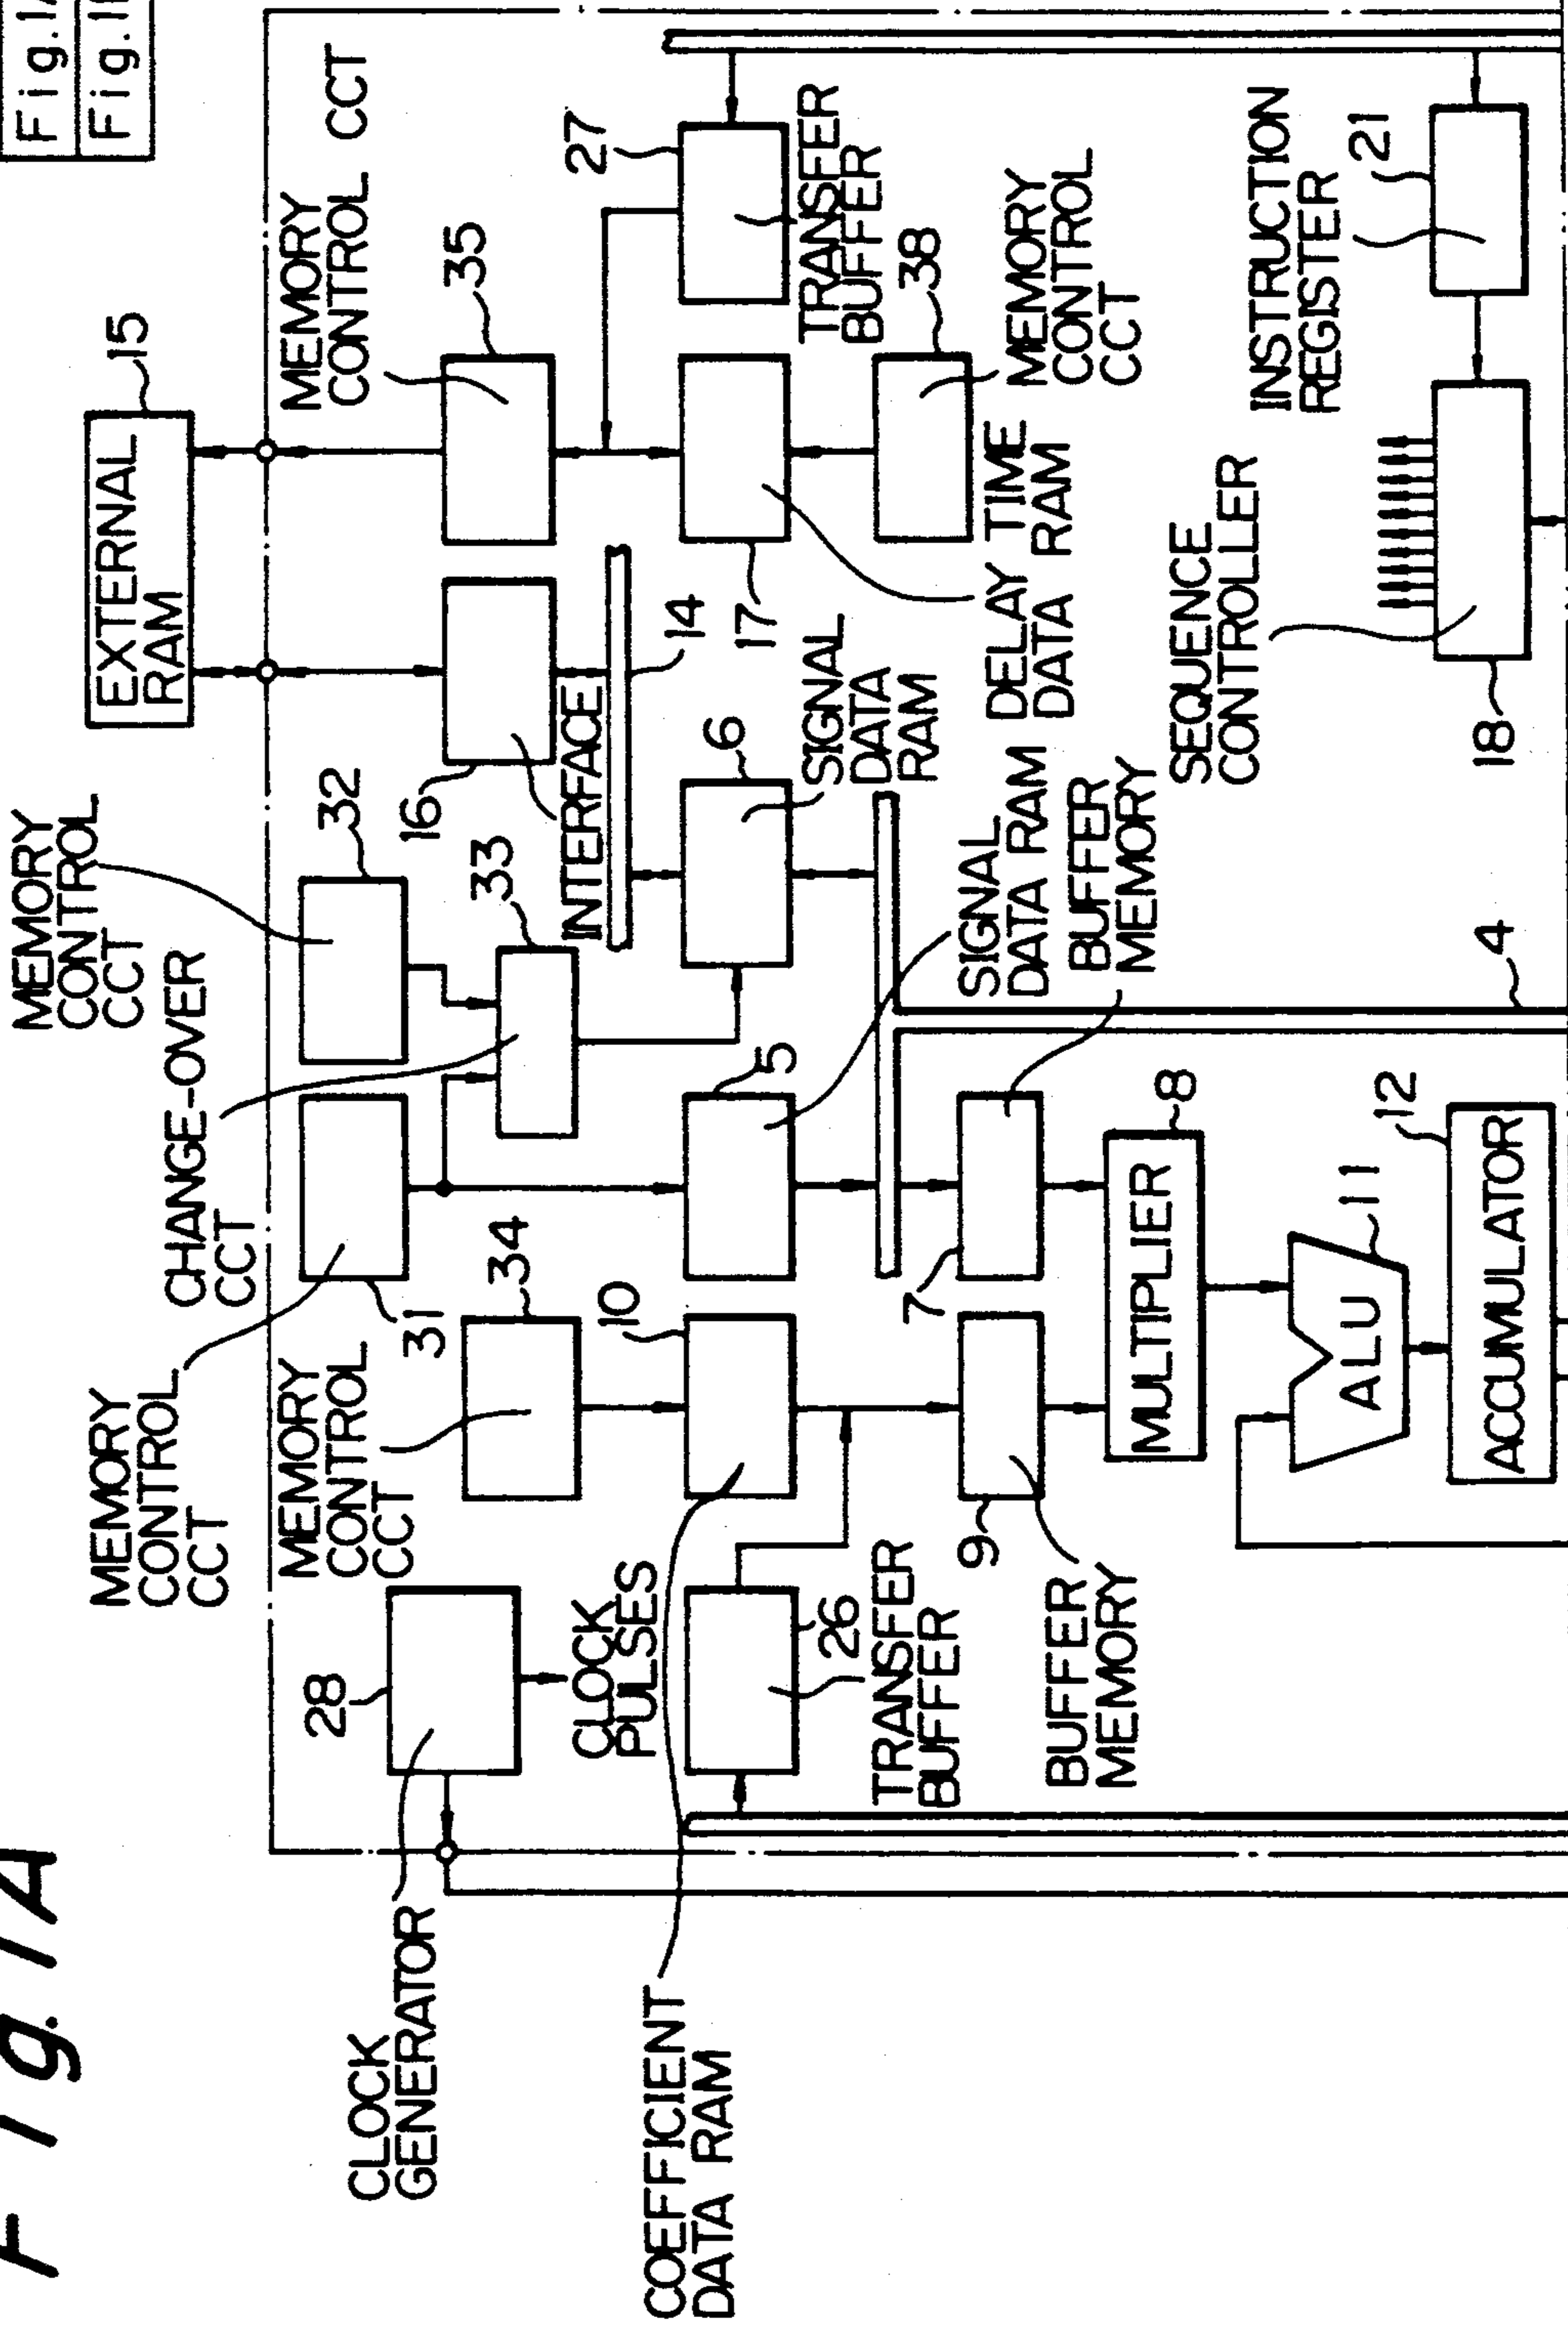 Fig. 1A
Fig. 1A
Fig. 1
MEMORY
CONTROL
CCT
CHANGE-OVER
CCT
MEMORY
CONTROL
CCT
EXTERNAL
RAM
15
MEMORY
CONTROL CCT
CLOCK
GENERATOR
28
CLOCK
PULSES
MEMORY
CONTROL
CCT
31
32
34
33
16
INTERFACE
35
27
TRANSFER
BUFFER
COEFFICIENT
DATA RAM
26
TRANSFER
BUFFER
10
5
6
SIGNAL
DATA
RAM
14
17
DELAY TIME
DATA RAM
38
MEMORY
CONTROL
CCT
SIGNAL
DATA RAM
BUFFER
MEMORY
9
BUFFER
MEMORY
7
MULTIPLIER
8
SEQUENCE
CONTROLLER
INSTRUCTION
REGISTER
21
18
ALU
11
12
ACCUMULATOR
4